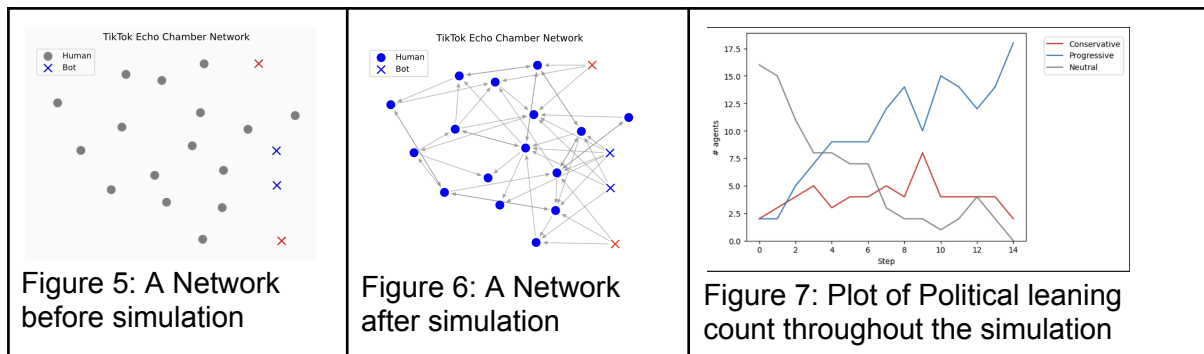 TikTok Echo Chamber Network
Human
Bot
Figure 5: A Network
before simulation
TikTok Echo Chamber Network
Human
Bot
Figure 6: A Network
after simulation
17.5
15.0
12.5
10.0
7.5
5.0
2.5
0.0
# agents
0 2 4 6 8 10 12 14
Step
Conservative
Progressive
Neutral
Figure 7: Plot of Political leaning
count throughout the simulation